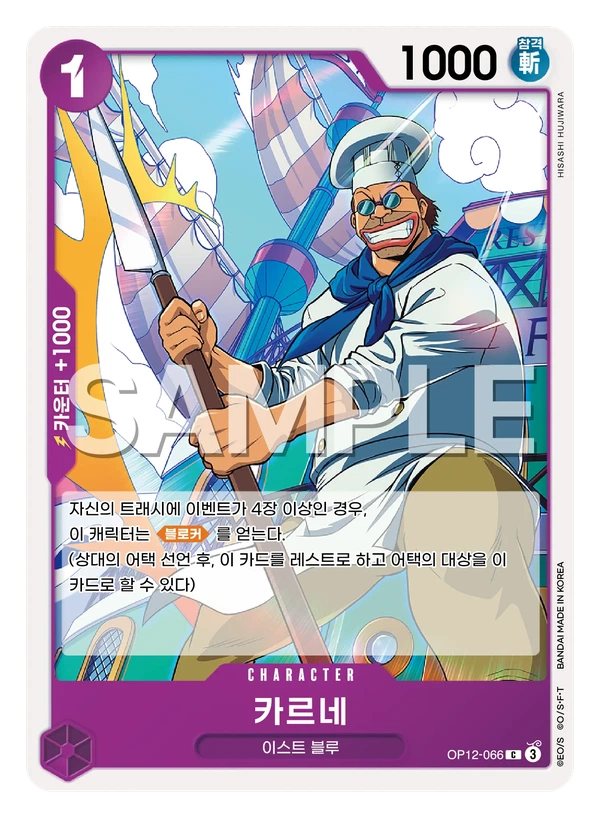 1
1000
참격
斬
HISASHI HUJIWARA
RES
카운터 +1000
SAMPLE
자신의 트래시에 이벤트가 4장 이상인 경우,
이 캐릭터는 블로커 를 얻는다.
(상대의 어택 선언 후, 이 카드를 레스트로 하고 어택의 대상을 이
카드로 할 수 있다)
BANDAI MADE IN KOREA
©EO/S ©O/S·F·T
CHARACTER
카르네
이스트 블루
OP12-066 C 3